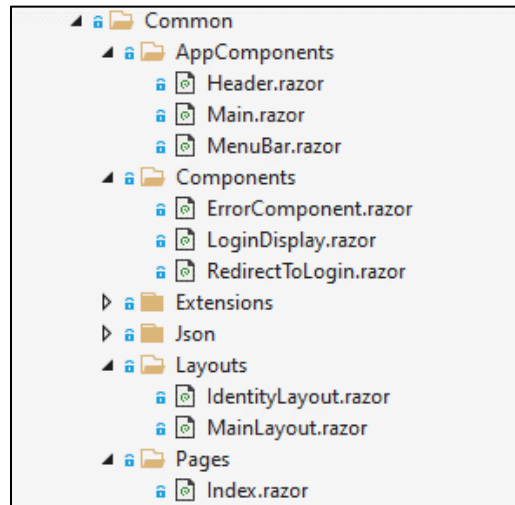 Common
AppComponents
Header.razor
Main.razor
MenuBar.razor
Components
ErrorComponent.razor
LoginDisplay.razor
RedirectToLogin.razor
Extensions
Json
Layouts
IdentityLayout.razor
MainLayout.razor
Pages
Index.razor